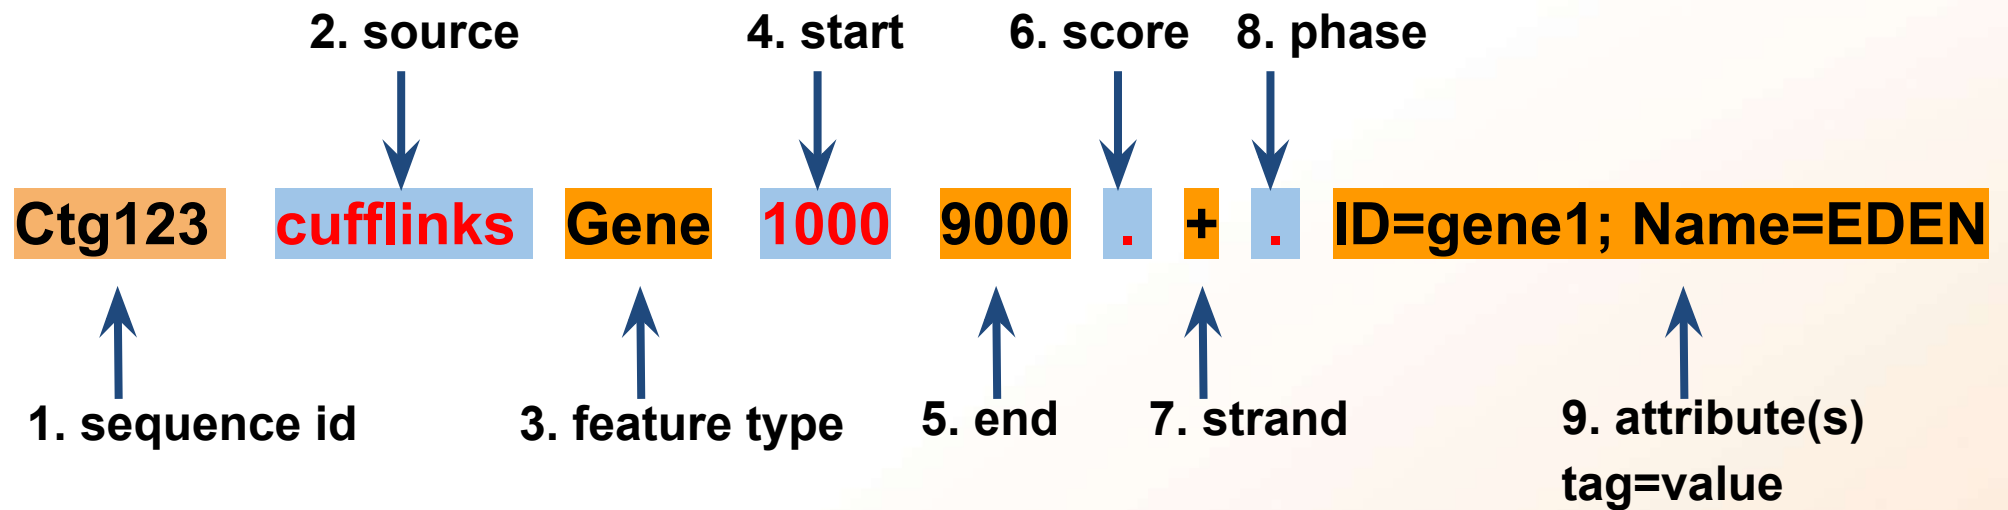 2. source 4. start 6. score 8. phase
Ctg123 cufflinks Gene 1000 9000 . + . ID=gene1; Name=EDEN
1. sequence id 3. feature type 5. end 7. strand 9. attribute(s)
tag=value